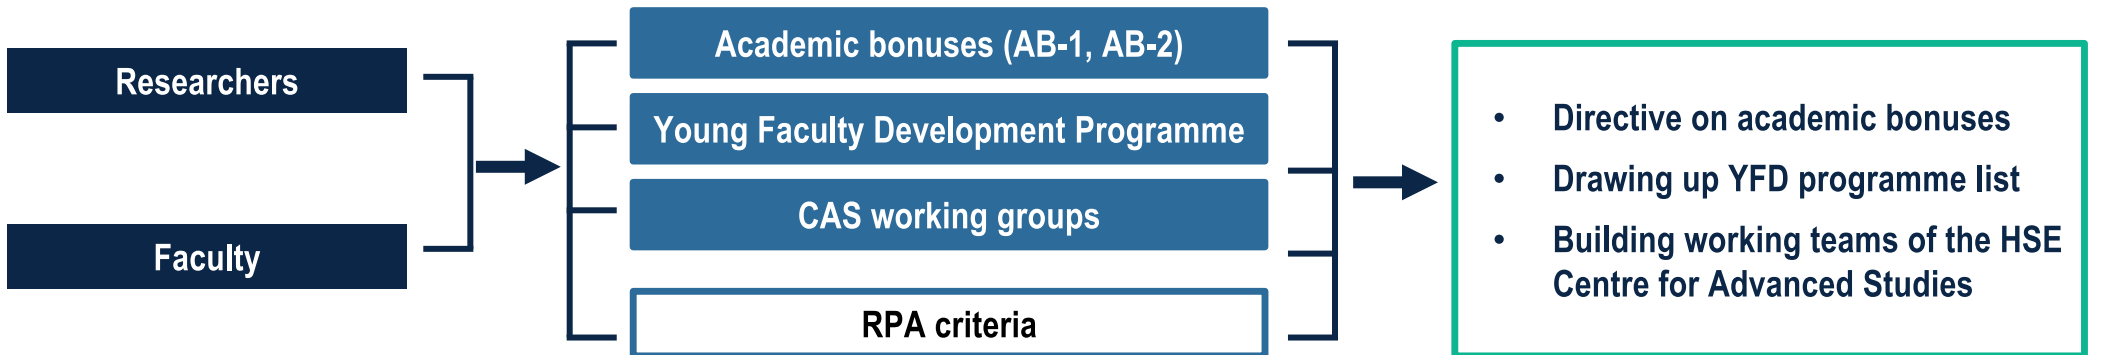 Researchers
Faculty
Academic bonuses (AB-1, AB-2)
Young Faculty Development Programme
CAS working groups
RPA criteria
• Directive on academic bonuses
• Drawing up YFD programme list
• Building working teams of the HSE
Centre for Advanced Studies